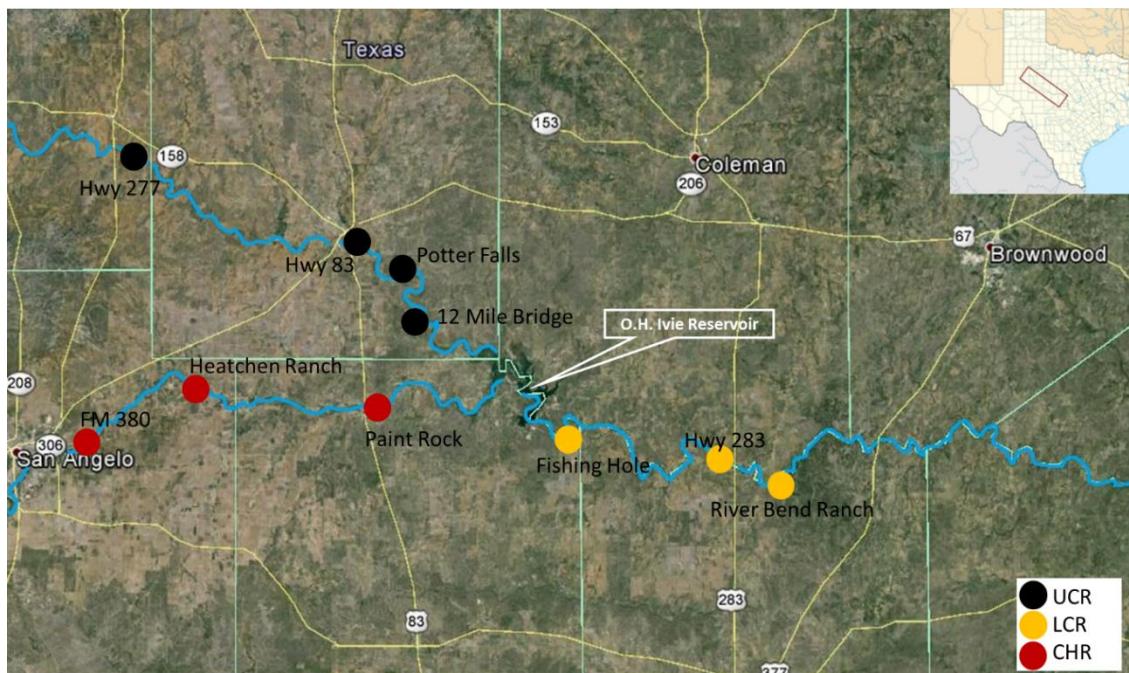 Texas
153
158
Coleman
206
Hwy 277
67
Brownwood
Hwy 83
Potter Falls
12 Mile Bridge
O.H. Ivie Reservoir
Heatchen Ranch
208
FM 380
Paint Rock
306
San Angelo
Hwy 283
Fishing Hole
River Bend Ranch
283
83
377
UCR
LCR
CHR